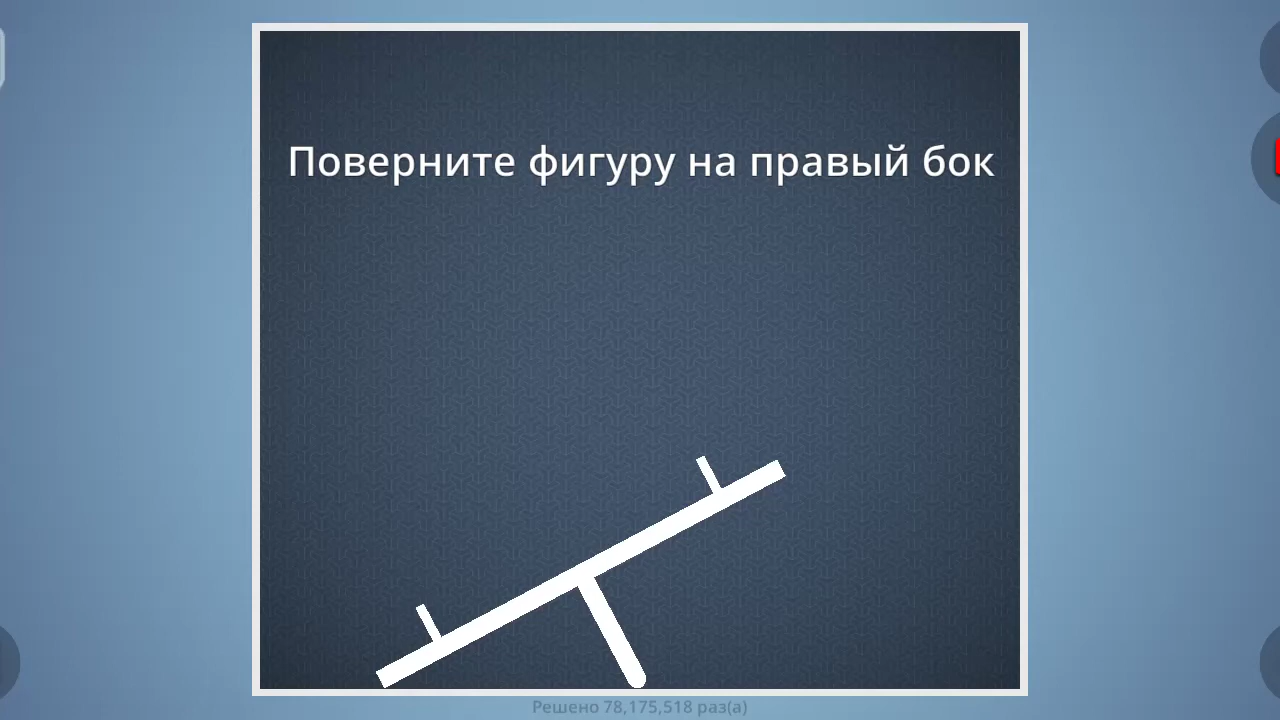 Поверните фигуру на правый бок
Решено 78,175,518 раз(а)